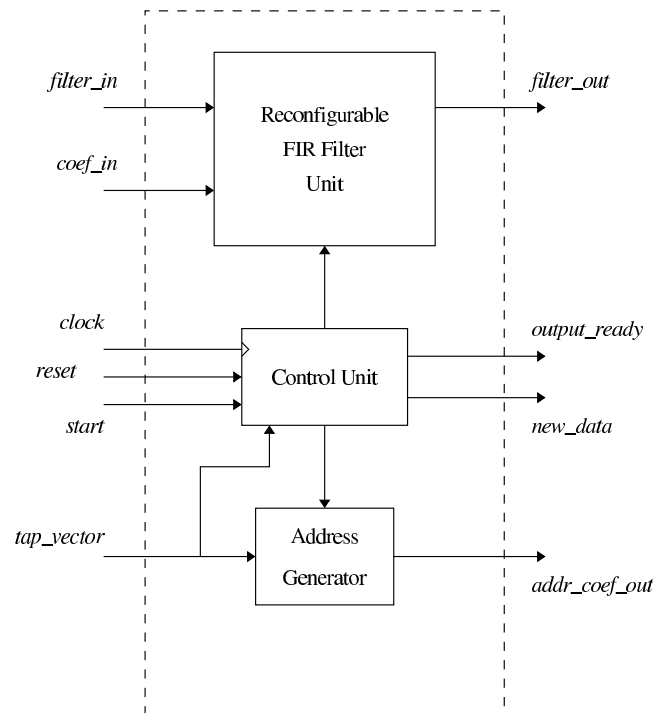 filter_in
filter_out
Reconfigurable
FIR Filter
Unit
coef_in
clock
output_ready
reset
Control Unit
start
new_data
tap_vector
Address
Generator
addr_coef_out